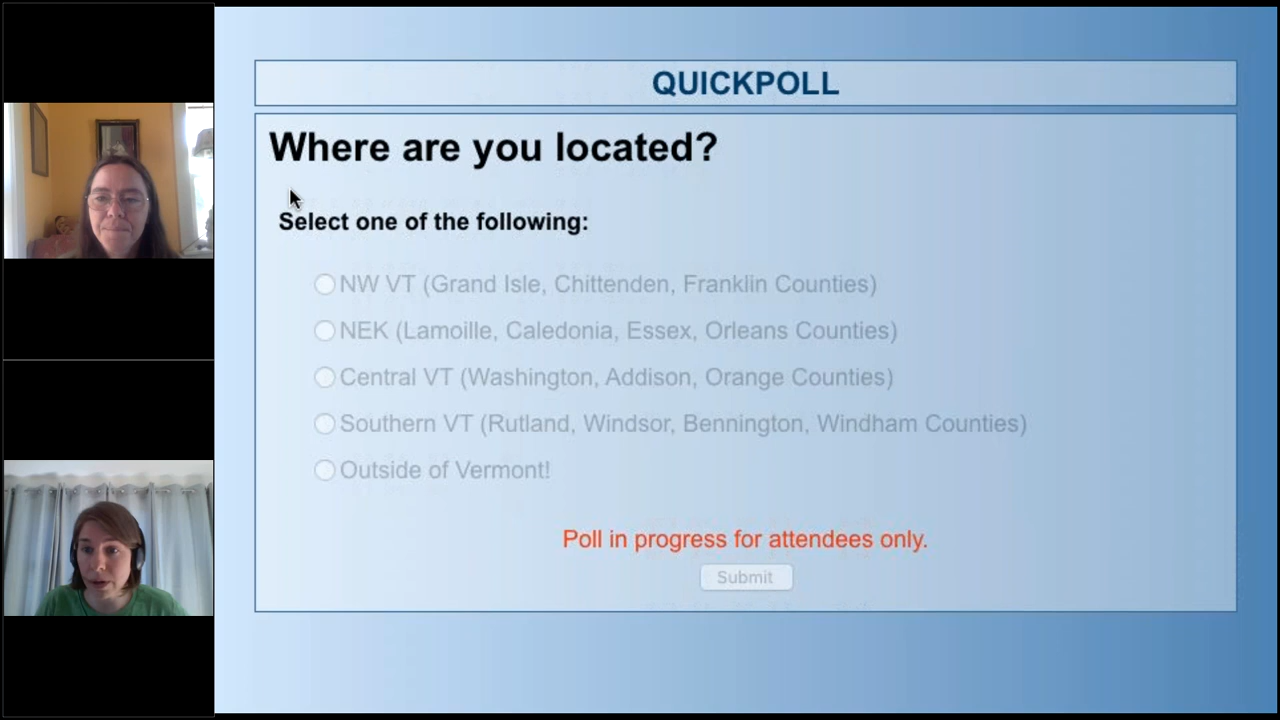 QUICKPOLL
Where are you located?
Select one of the following:
NW VT (Grand Isle, Chittenden, Franklin Counties)
NEK (Lamoille, Caledonia, Essex, Orleans Counties)
Central VT (Washington, Addison, Orange Counties)
Southern VT (Rutland, Windsor, Bennington, Windham Counties)
Outside of Vermont!
Poll in progress for attendees only.
Submit